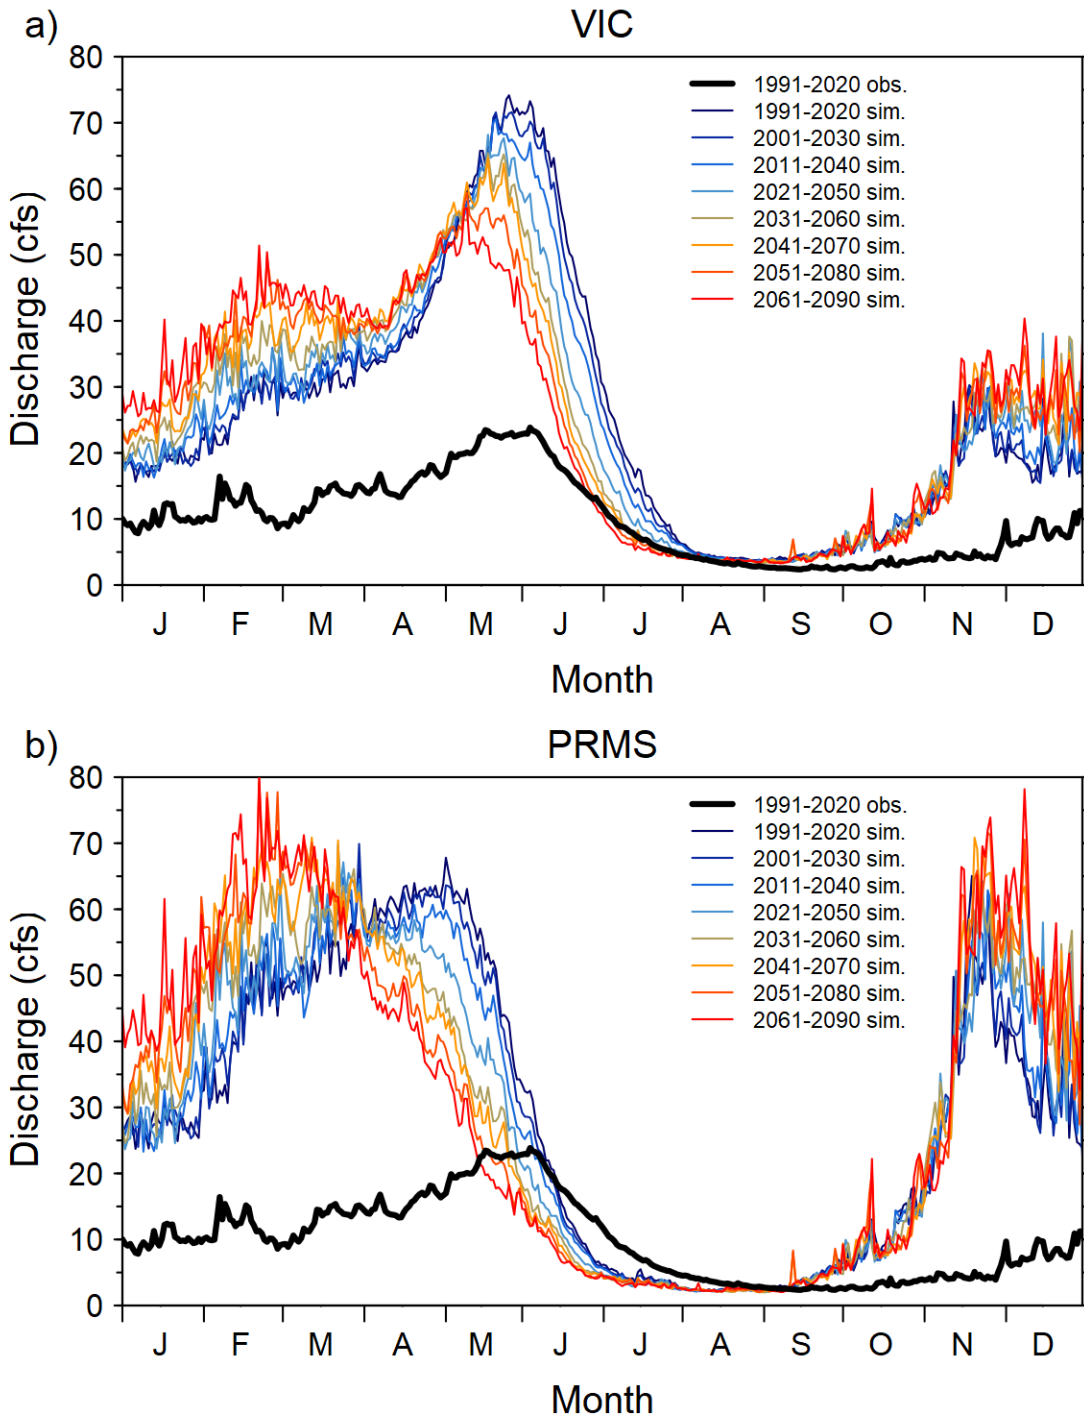 a)
VIC
80
70
60
50
40
30
20
10
0
Discharge (cfs)
1991-2020 obs.
1991-2020 sim.
2001-2030 sim.
2011-2040 sim.
2021-2050 sim.
2031-2060 sim.
2041-2070 sim.
2051-2080 sim.
2061-2090 sim.
J F M A M J J A S O N D
Month
b)
PRMS
80
70
60
50
40
30
20
10
0
Discharge (cfs)
1991-2020 obs.
1991-2020 sim.
2001-2030 sim.
2011-2040 sim.
2021-2050 sim.
2031-2060 sim.
2041-2070 sim.
2051-2080 sim.
2061-2090 sim.
J F M A M J J A S O N D
Month